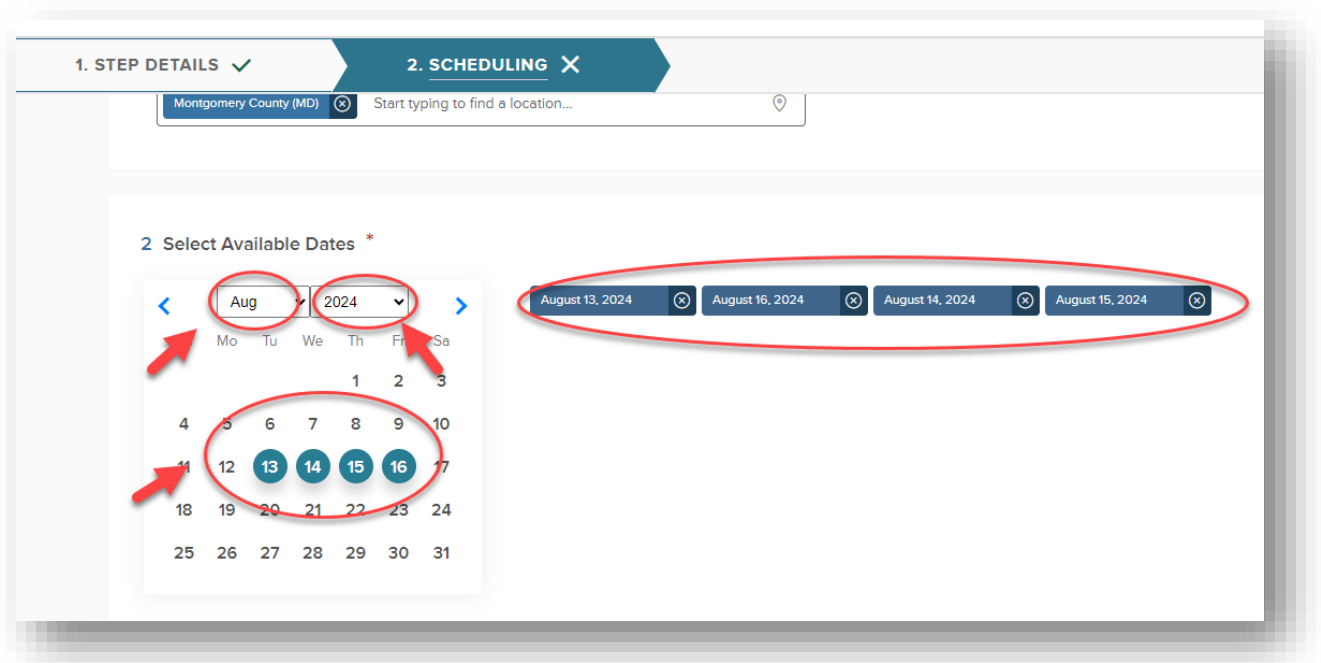 1. STEP DETAILS
2. SCHEDULING
Montgomery County (MD) Start typing to find a location...
2 Select Available Dates *
Aug 2024
August 13, 2024 August 16, 2024 August 14, 2024 August 15, 2024
Mo Tu We Th Fr Sa
1 2 3
4 5 6 7 8 9 10
11 12 13 14 15 16 17
18 19 20 21 22 23 24
25 26 27 28 29 30 31